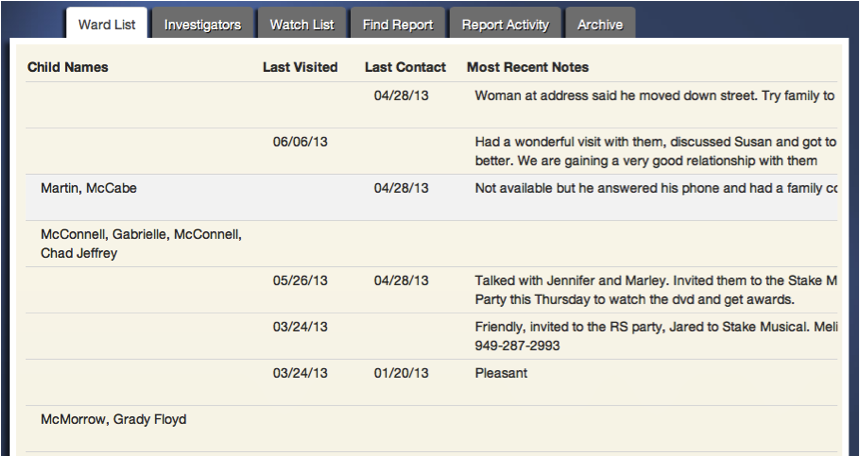 Ward List Investigators Watch List Find Report Report Activity Archive
Child Names Last Visited Last Contact Most Recent Notes
04/28/13 Woman at address said he moved down street. Try family to
06/06/13 Had a wonderful visit with them, discussed Susan and got to
better. We are gaining a very good relationship with them
Martin, McCabe 04/28/13 Not available but he answered his phone and had a family
McConnell, Gabrielle, McConnell,
Chad Jeffrey
05/26/13 04/28/13 Talked with Jennifer and Marley. Invited them to the Stake M
Party this Thursday to watch the dvd and get awards.
03/24/13 Friendly, invited to the RS party, Jared to Stake Musical. Meli
949-287-2993
03/24/13 01/20/13 Pleasant
McMorrow, Grady Floyd